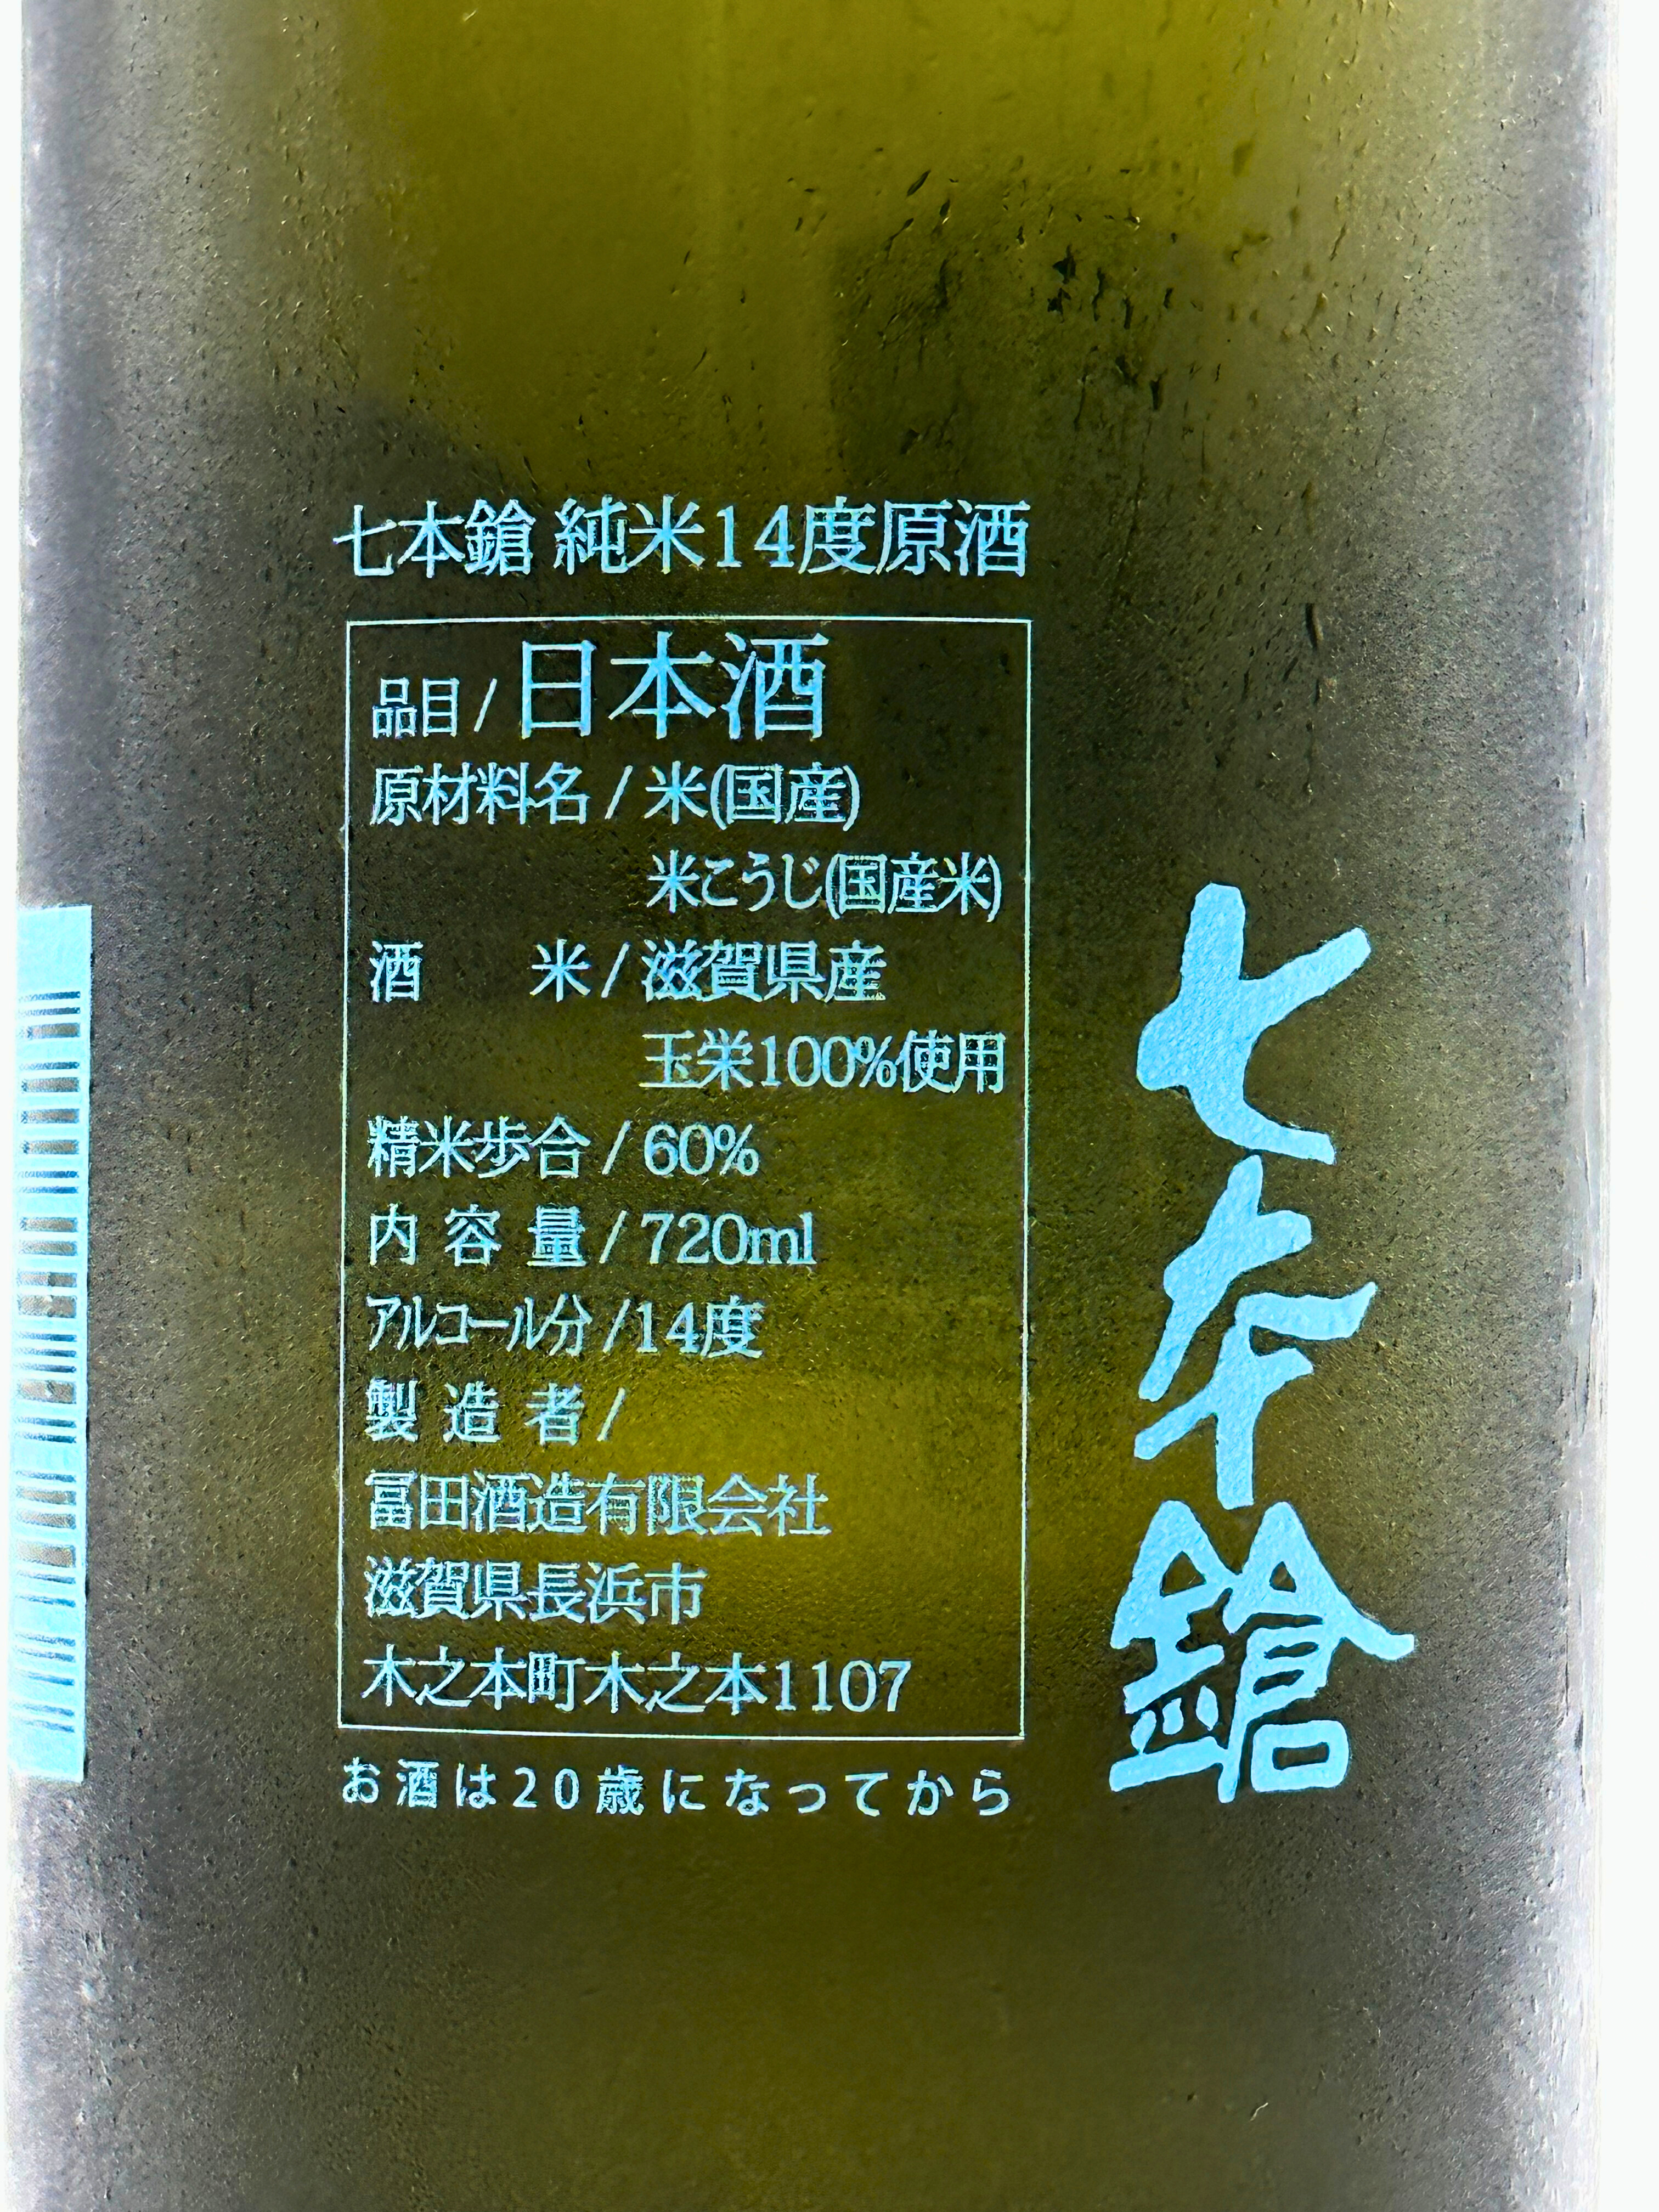 七本鎗 純米14度原酒
品目/日本酒
原材料名/米(国産)
米こうじ(国産米)
酒米/滋賀県産
玉栄100%使用
精米歩合/60%
内容量/720ml
アルコール分/14度
製造者/
冨田酒造有限会社
滋賀県長浜市
木之本町木之本1107
お酒は20歳になってから
七本鎗